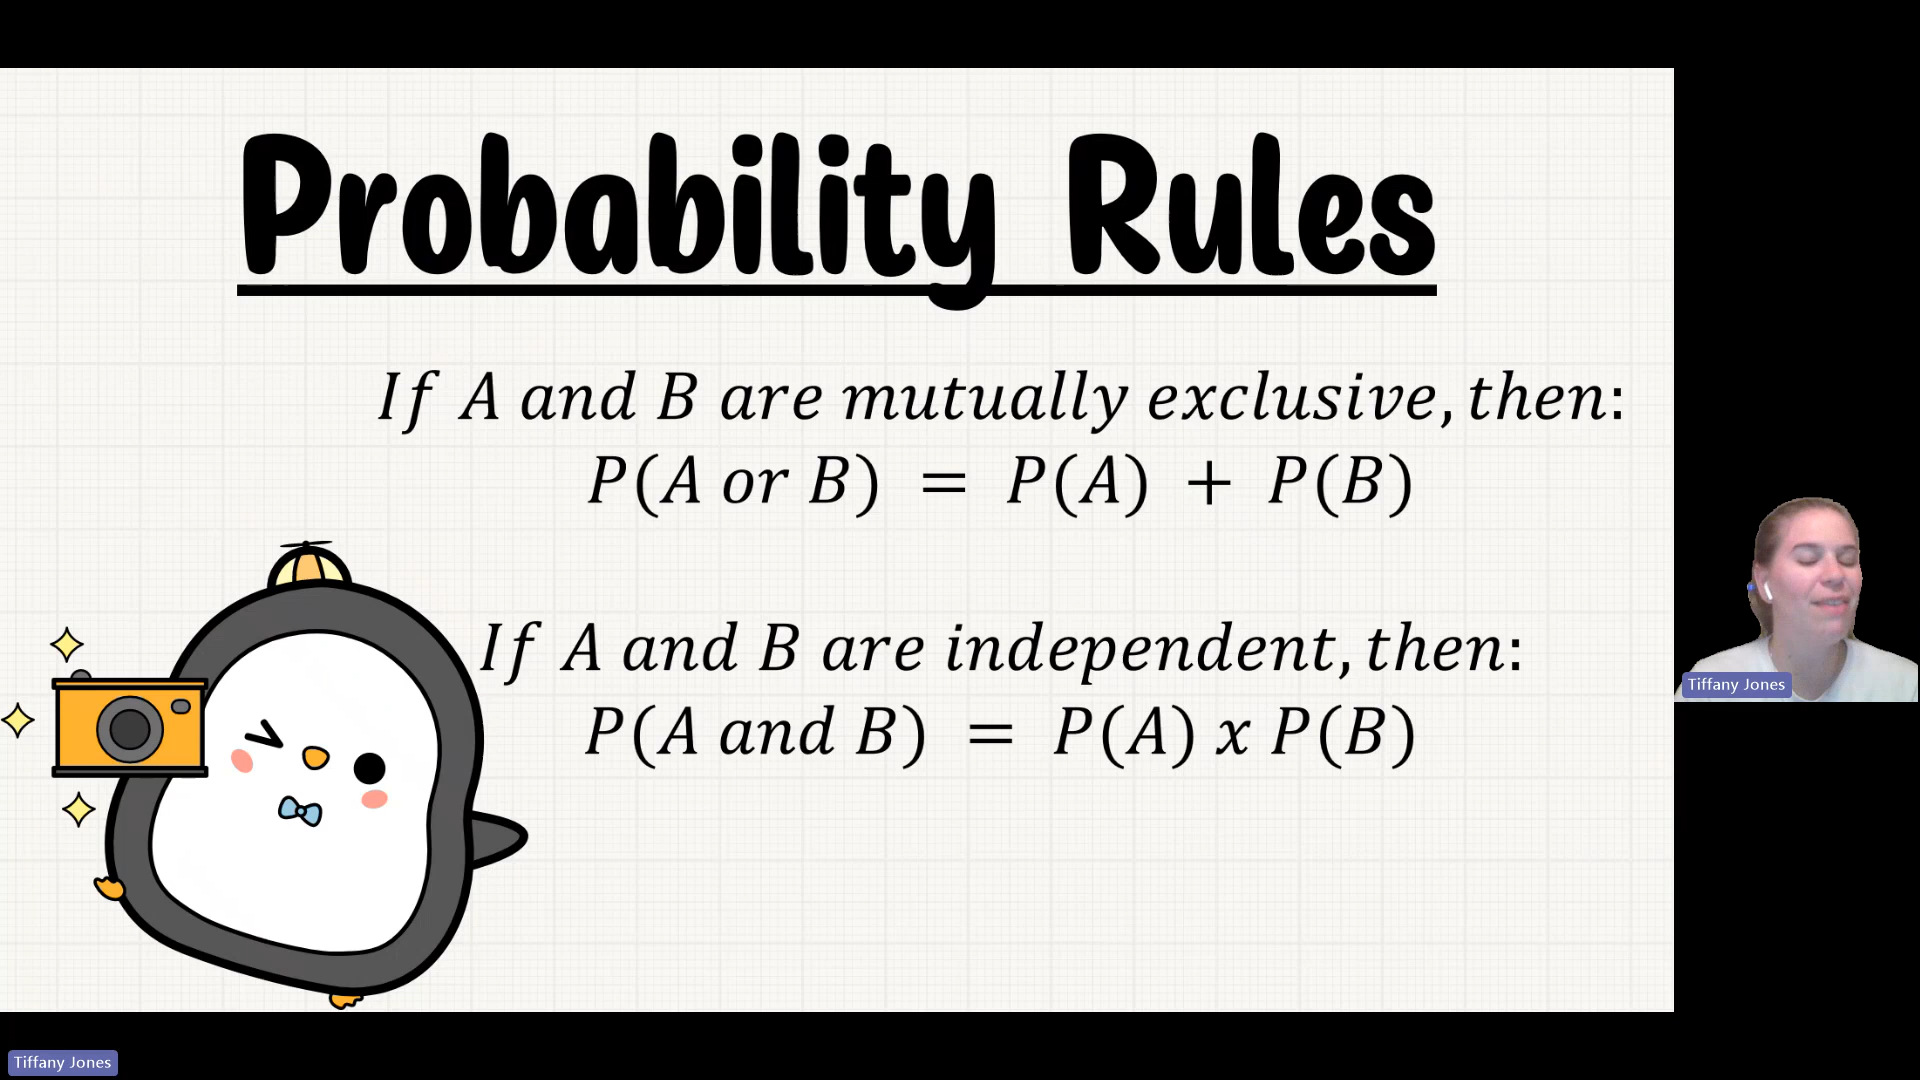 Probability Rules
If A and B are mutually exclusive, then:
P(A or B) = P(A) + P(B)
If A and B are independent, then:
P(A and B) = P(A) x P(B)
Tiffany Jones
Tiffany Jones